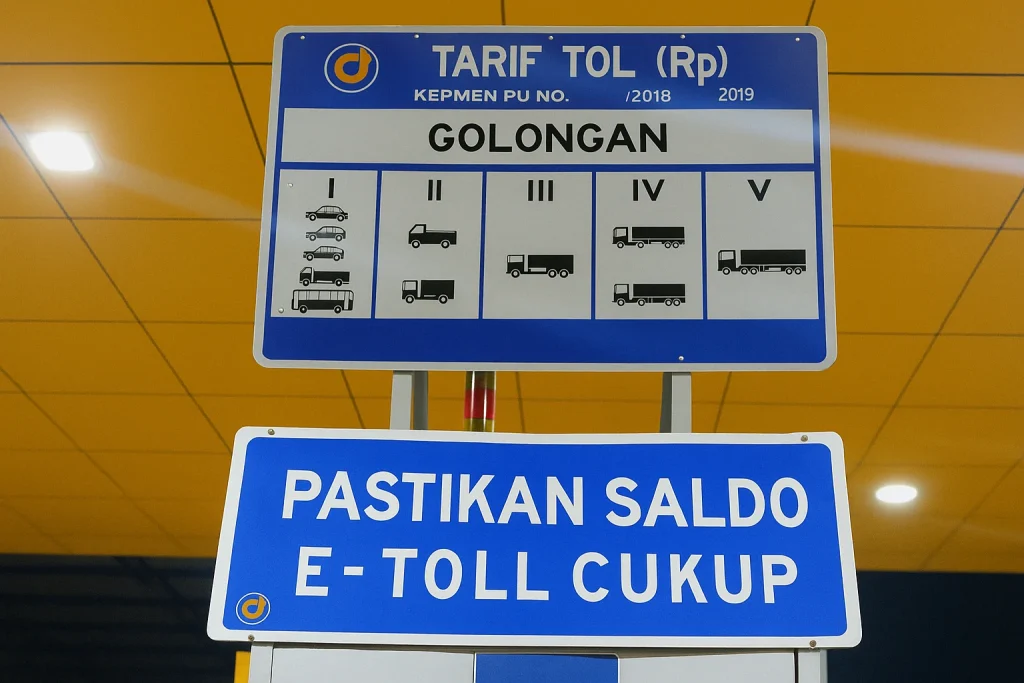 TARIF TOL (Rp)
KEPMEN PU NO. /2018 2019
GOLONGAN
I II III IV V
PASTIKAN SALDO
E-TOLL CUKUP